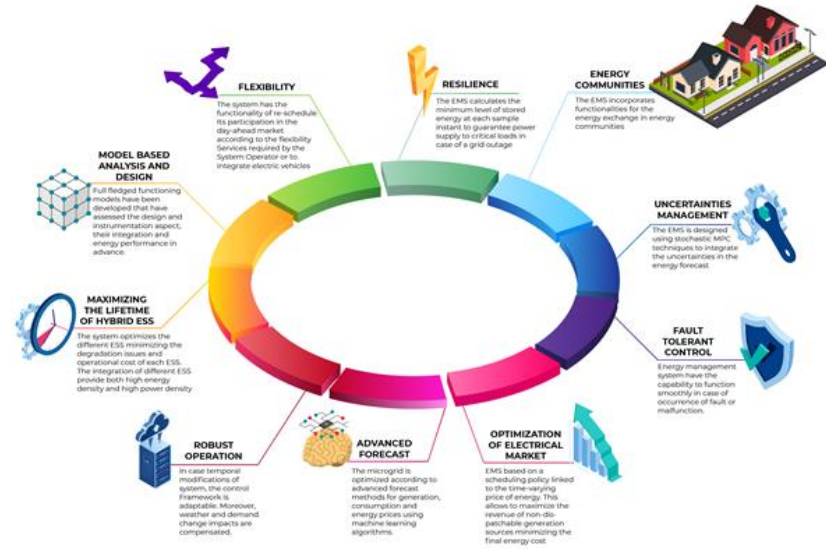 FLEXIBILITY
The system has the
functionality of re-schedule
its participation in the
day-ahead market
according to the flexibility
Services required by the
System Operator or to
integrate electric vehicles
RESILIENCE
The EMS calculates the
minimum level of stored
energy at each sample
instant to guarantee power
supply to critical loads in
case of a grid outage
ENERGY
COMMUNITIES
The EMS incorporates
functionalities for the
energy exchange in energy
communities
UNCERTAINTIES
MANAGEMENT
The EMS is designed
using stochastic MPC
techniques to integrate
the uncertainties in the
energy forecast
FAULT
TOLERANT
CONTROL
Energy management
system have the
capability to function
smoothly in case of
occurrence of fault or
malfunction.
OPTIMIZATION
OF ELECTRICAL
MARKET
EMS based on a
scheduling policy linked
to the time-varying
price of energy. This
allows to maximize the
revenue of non-dis-
patchable generation
sources minimizing the
final energy cost
ADVANCED
FORECAST
The microgrid is
optimized according to
advanced forecast
methods for generation,
consumption and
energy prices using
machine learning
algorithms.
ROBUST
OPERATION
In case temporal
modifications of
system, the control
Framework is
adaptable. Moreover,
weather and demand
change impacts are
compensated.
MAXIMIZING
THE LIFETIME
OF HYBRID ESS
The system optimizes the
different ESS minimizing the
degradation issues and
operational cost of each ESS.
The integration of different ESS
provide both high energy
density and high power density
MODEL BASED
ANALYSIS AND
DESIGN
Full fledged functioning
models have been
developed that have
assessed the design and
instrumentation aspect,
their integration and
energy performance in
advance.